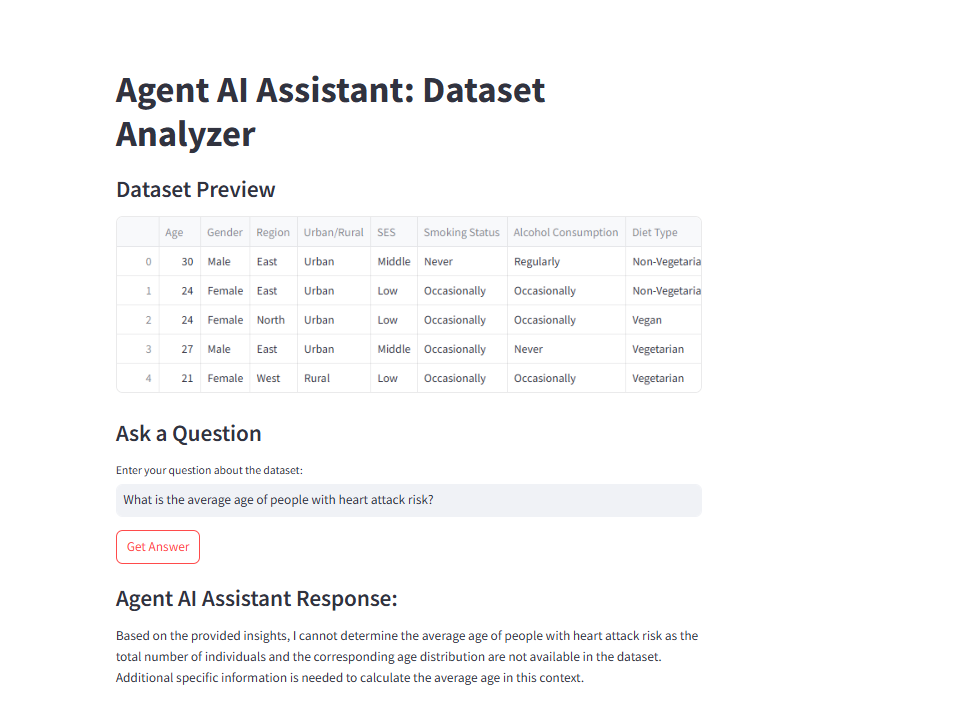 Agent AI Assistant: Dataset
Analyzer
Dataset Preview
Age Gender Region Urban/Rural SES Smoking Status Alcohol Consumption Diet Type
0 30 Male East Urban Middle Never Regularly Non-Vegetaria
1 24 Female East Urban Low Occasionally Occasionally Non-Vegetaria
2 24 Female North Urban Low Occasionally Occasionally Vegan
3 27 Male East Urban Middle Occasionally Never Vegetarian
4 21 Female West Rural Low Occasionally Occasionally Vegetarian
Ask a Question
Enter your question about the dataset:
What is the average age of people with heart attack risk?
Get Answer
Agent AI Assistant Response:
Based on the provided insights, I cannot determine the average age of people with heart attack risk as the
total number of individuals and the corresponding age distribution are not available in the dataset.
Additional specific information is needed to calculate the average age in this context.